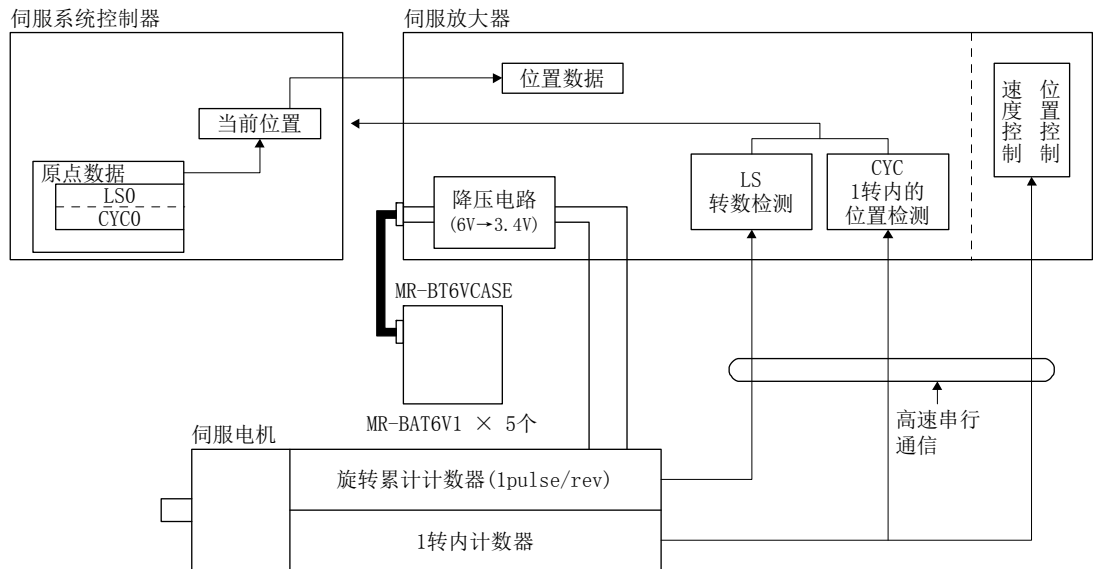 伺服系统控制器
伺服放大器
位置数据
当前位置
原点数据
LS0
CYC0
降压电路
(6V→3.4V)
LS
转数检测
CYC
1转内的
位置检测
位置控制
速度控制
MR-BT6VCASE
MR-BAT6V1 × 5个
高速串行
通信
伺服电机
旋转累计计数器(1pulse/rev)
1转内计数器